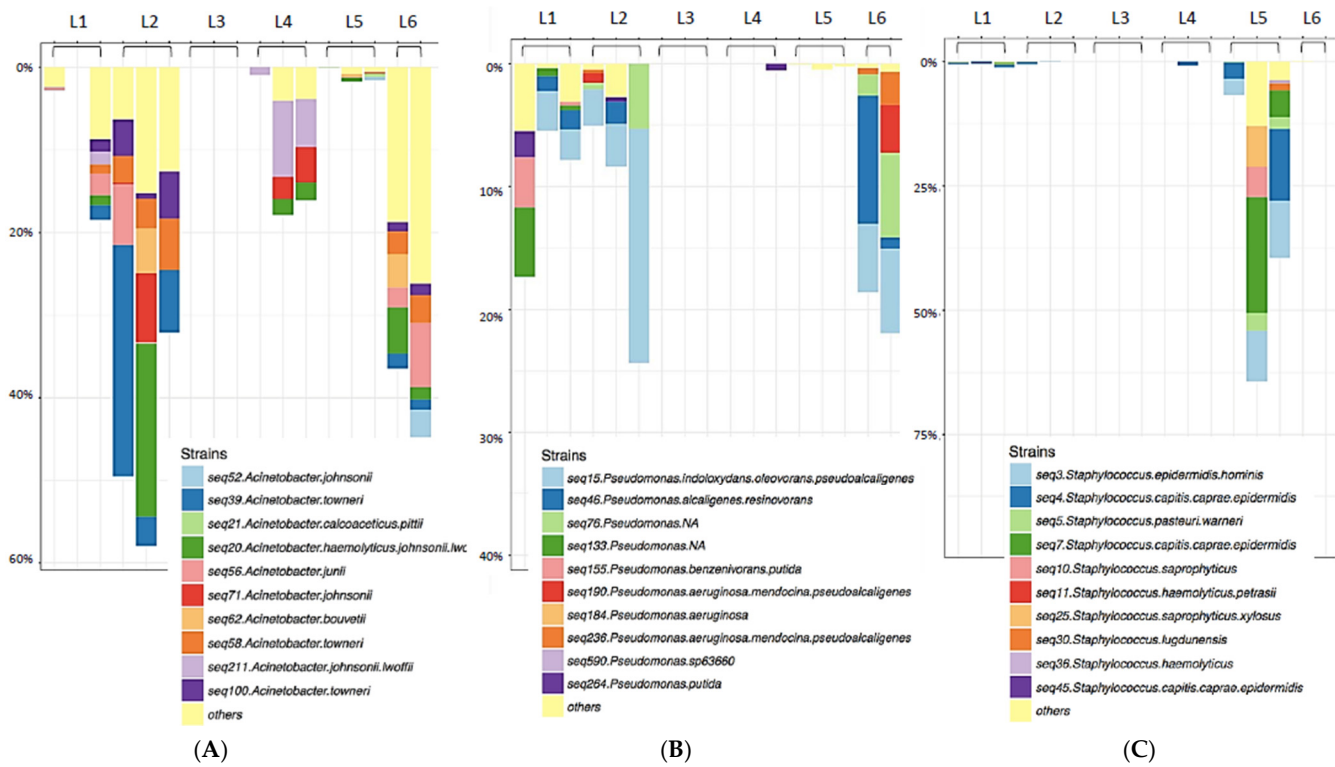 L1 L2 L3 L4 L5 L6
0%
20%
40%
60%
Strains
seq52.Acinetobacter.johnsonii
seq39.Acinetobacter.towneri
seq21.Acinetobacter.calcoaceticus.pittii
seq20.Acinetobacter.haemolyticus.johnsonii.lwo
seq56.Acinetobacter.junii
seq71.Acinetobacter.johnsonii
seq62.Acinetobacter.bouvetii
seq58.Acinetobacter.towneri
seq211.Acinetobacter.johnsonii.lwoffii
seq100.Acinetobacter.towneri
others
(A)
L1 L2 L3 L4 L5 L6
0%
10%
20%
30%
40%
Strains
seq15.Pseudomonas.indoloxydans.oleovorans.pseudoalcaligenes
seq46.Pseudomonas.alcaligenes.resinovorans
seq76.Pseudomonas.NA
seq133.Pseudomonas.NA
seq155.Pseudomonas.benzenivorans.putida
seq190.Pseudomonas.aeruginosa.mendocina.pseudoalcaligenes
seq184.Pseudomonas.aeruginosa
seq236.Pseudomonas.aeruginosa.mendocina.pseudoalcaligenes
seq590.Pseudomonas.sp63660
seq264.Pseudomonas.putida
others
(B)
L1 L2 L3 L4 L5 L6
0%
25%
50%
75%
Strains
seq3.Staphylococcus.epidermidis.hominis
seq4.Staphylococcus.capitis.caprae.epidermidis
seq5.Staphylococcus.pasteuri.warneri
seq7.Staphylococcus.capitis.caprae.epidermidis
seq10.Staphylococcus.saprophyticus
seq11.Staphylococcus.haemolyticus.petrasii
seq25.Staphylococcus.saprophyticus.xylosus
seq30.Staphylococcus.lugdunensis
seq36.Staphylococcus.haemolyticus
seq45.Staphylococcus.capitis.caprae.epidermidis
others
(C)